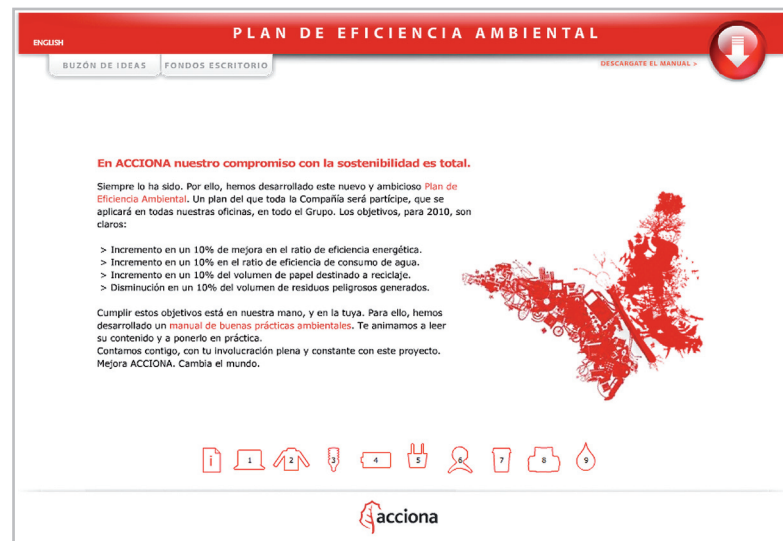 PLAN DE EFICIENCIA AMBIENTAL
ENGLISH
BUZÓN DE IDEAS
FONDOS ESCRITORIO
DESCARGATE EL MANUAL >
En ACCIONA nuestro compromiso con la sostenibilidad es total.
Siempre lo ha sido. Por ello, hemos desarrollado este nuevo y ambicioso Plan de
Eficiencia Ambiental. Un plan del que toda la Compañía será partícipe, que se
aplicará en todas nuestras oficinas, en todo el Grupo. Los objetivos, para 2010, son
claros:
> Incremento en un 10% de mejora en el ratio de eficiencia energética.
> Incremento en un 10% en el ratio de eficiencia de consumo de agua.
> Incremento en un 10% del volumen de papel destinado a reciclaje.
> Disminución en un 10% del volumen de residuos peligrosos generados.
Cumplir estos objetivos está en nuestra mano, y en la tuya. Para ello, hemos
desarrollado un manual de buenas prácticas ambientales. Te animamos a leer
su contenido y a ponerlo en práctica.
Contamos contigo, con tu involucración plena y constante con este proyecto.
Mejora ACCIONA. Cambia el mundo.
i 1 2 3 4 5 6 7 8 9
acciona